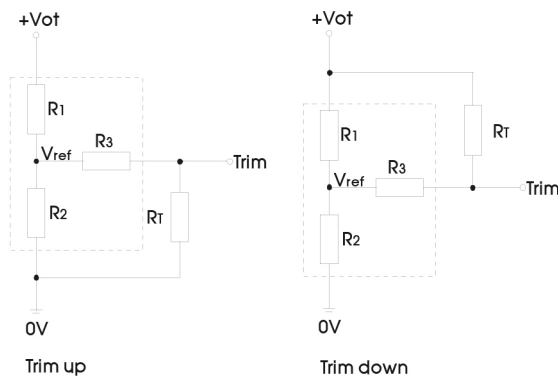 +Vot
R1
Vref
R3
Trim
R2
RT
0V
Trim up
+Vot
R1
RT
Vref
R3
Trim
R2
0V
Trim down